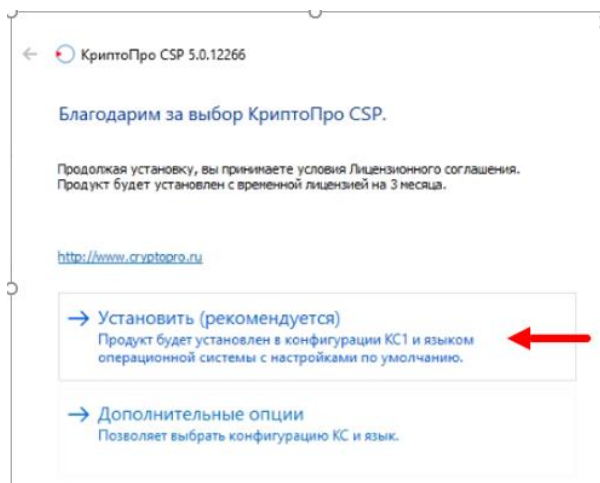 КриптоПро CSP 5.0.12266
Благодарим за выбор КриптоПро CSP.
Продолжая установку, вы принимаете условия Лицензионного соглашения.
Продукт будет установлен с временной лицензией на 3 месяца.
http://www.cryptopro.ru
Установить (рекомендуется)
Продукт будет установлен в конфигурации КС1 и языком
операционной системы с настройками по умолчанию.
Дополнительные опции
Позволяет выбрать конфигурацию КС и язык.